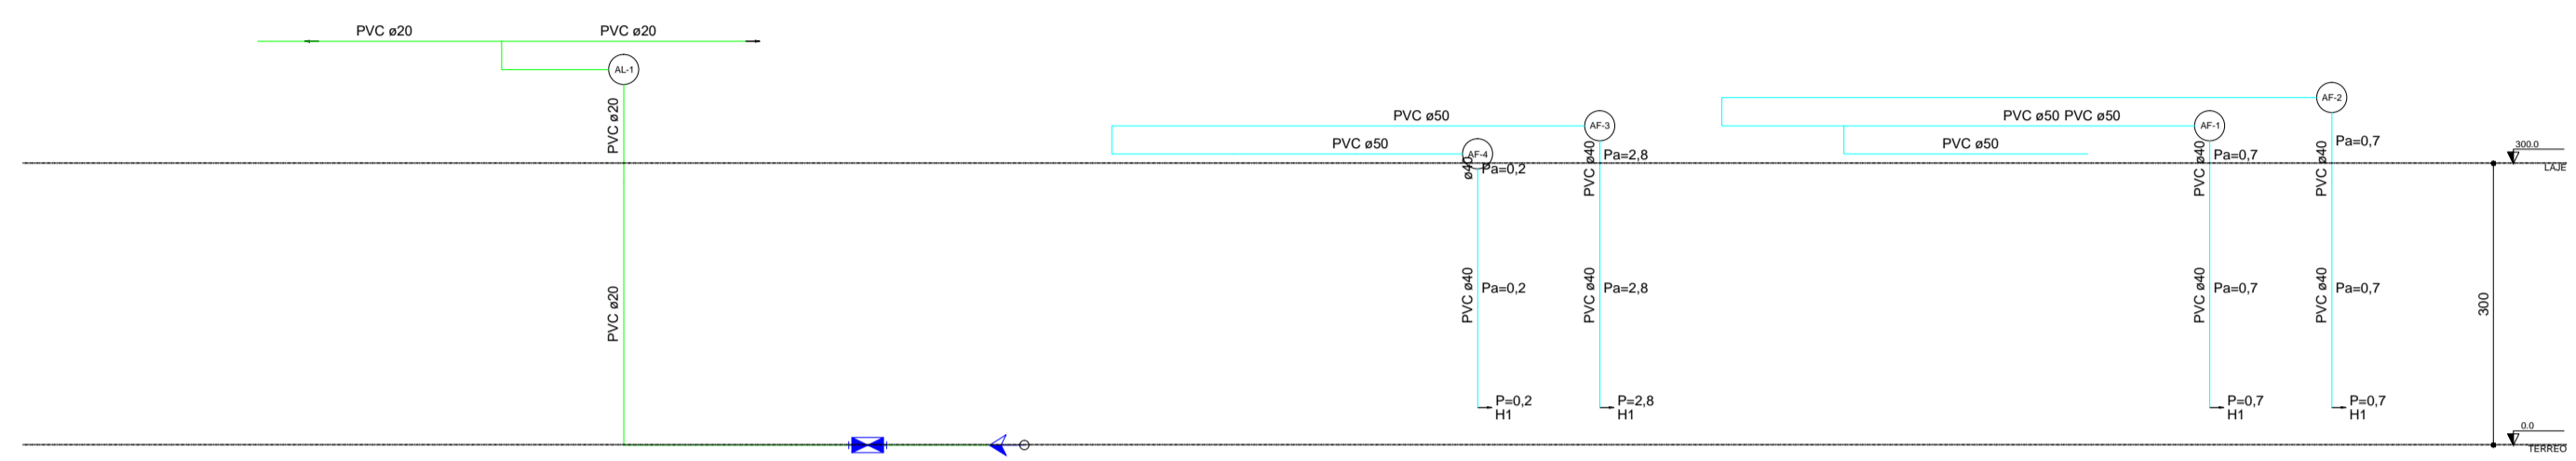 PVC ø20
PVC ø20
AL-1
AF-2
PVC ø20
PVC ø50
AF-3
PVC ø50 PVC ø50
AF-1
PVC ø50
AF-4
PVC ø50
ø40
Pa=0,2
PVC ø40
Pa=2,8
PVC ø40
Pa=0,7
PVC ø40
Pa=0,7
300.0
LAJE
PVC ø20
PVC ø40
Pa=0,2
PVC ø40
Pa=2,8
PVC ø40
Pa=0,7
PVC ø40
Pa=0,7
300
P=0,2
H1
P=2,8
H1
P=0,7
H1
P=0,7
H1
0.0
TERREO